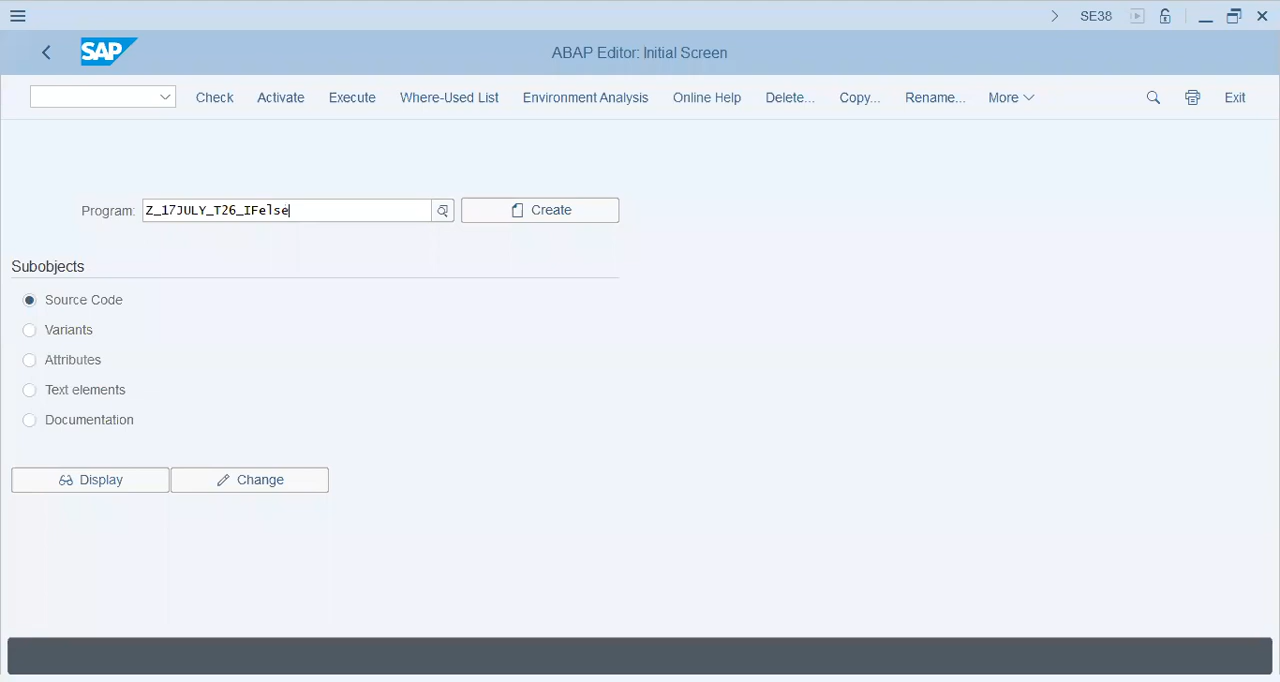 SE38
SAP
ABAP Editor: Initial Screen
Check Activate Execute Where-Used List Environment Analysis Online Help Delete... Copy... Rename... More Exit
Program: Z_17JULY_T26_IFelse Create
Subobjects
Source Code
Variants
Attributes
Text elements
Documentation
Display Change